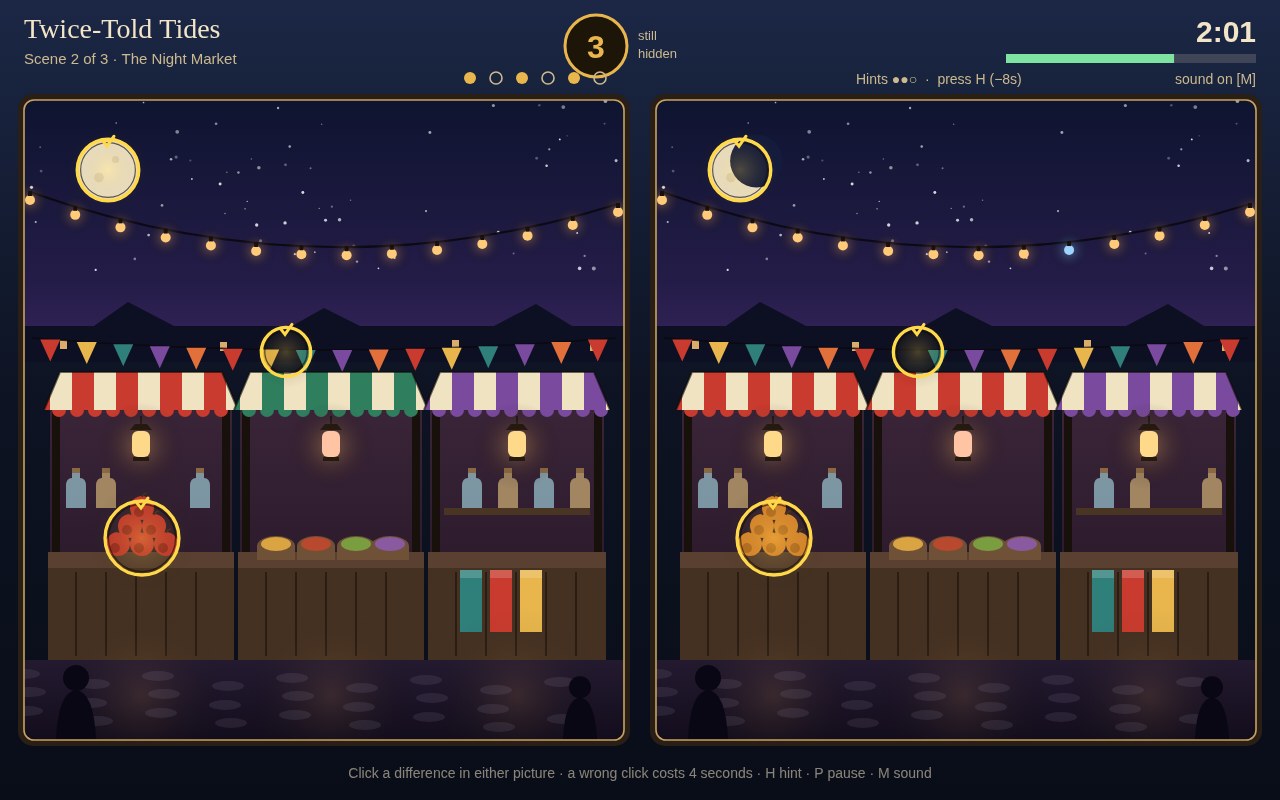 Twice-Told Tides
Scene 2 of 3 · The Night Market
3
still
hidden
2:01
Hints ●●○ · press H (−8s)
sound on [M]
Click a difference in either picture · a wrong click costs 4 seconds · H hint · P pause · M sound